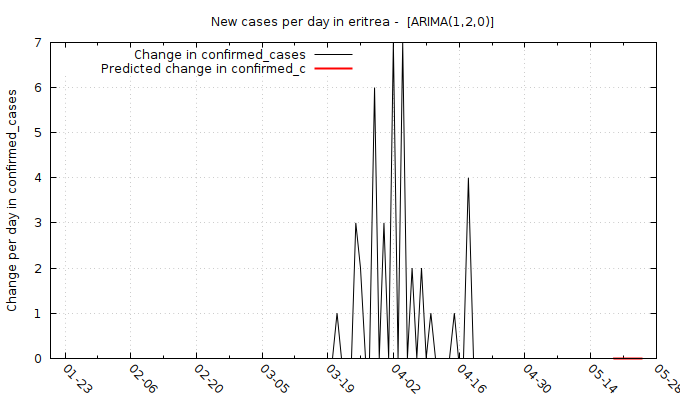 New cases per day in eritrea -  [ARIMA(1,2,0)]
Change in confirmed_cases
Predicted change in confirmed_c
Change per day in confirmed_cases
7
6
5
4
3
2
1
0
01-23 02-06 02-20 03-05 03-19 04-02 04-16 04-30 05-14 05-28